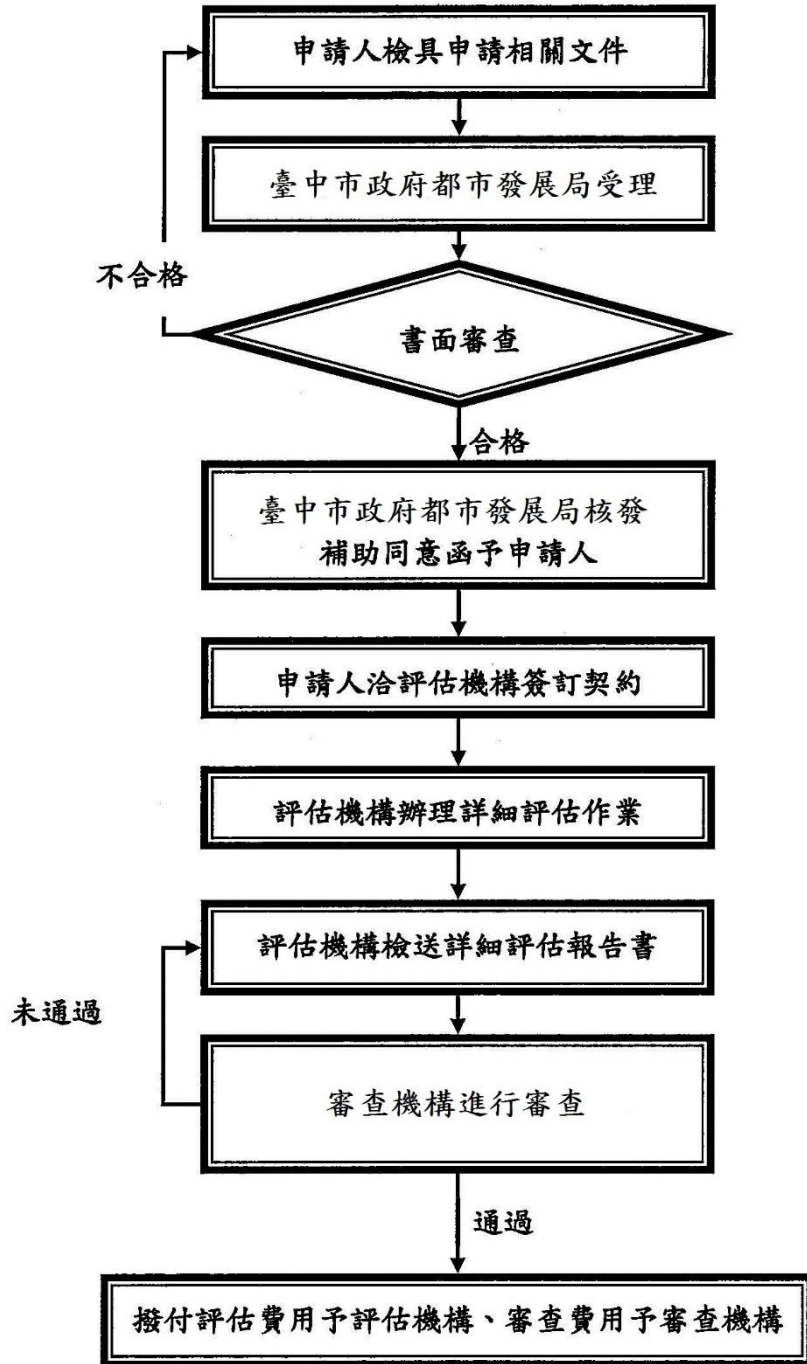 申請人檢具申請相關文件
臺中市政府都市發展局受理
不合格
書面審查
合格
臺中市政府都市發展局核發
補助同意函予申請人
申請人洽評估機構簽訂契約
評估機構辦理詳細評估作業
評估機構檢送詳細評估報告書
未通過
審查機構進行審查
通過
撥付評估費用予評估機構、審查費用予審查機構